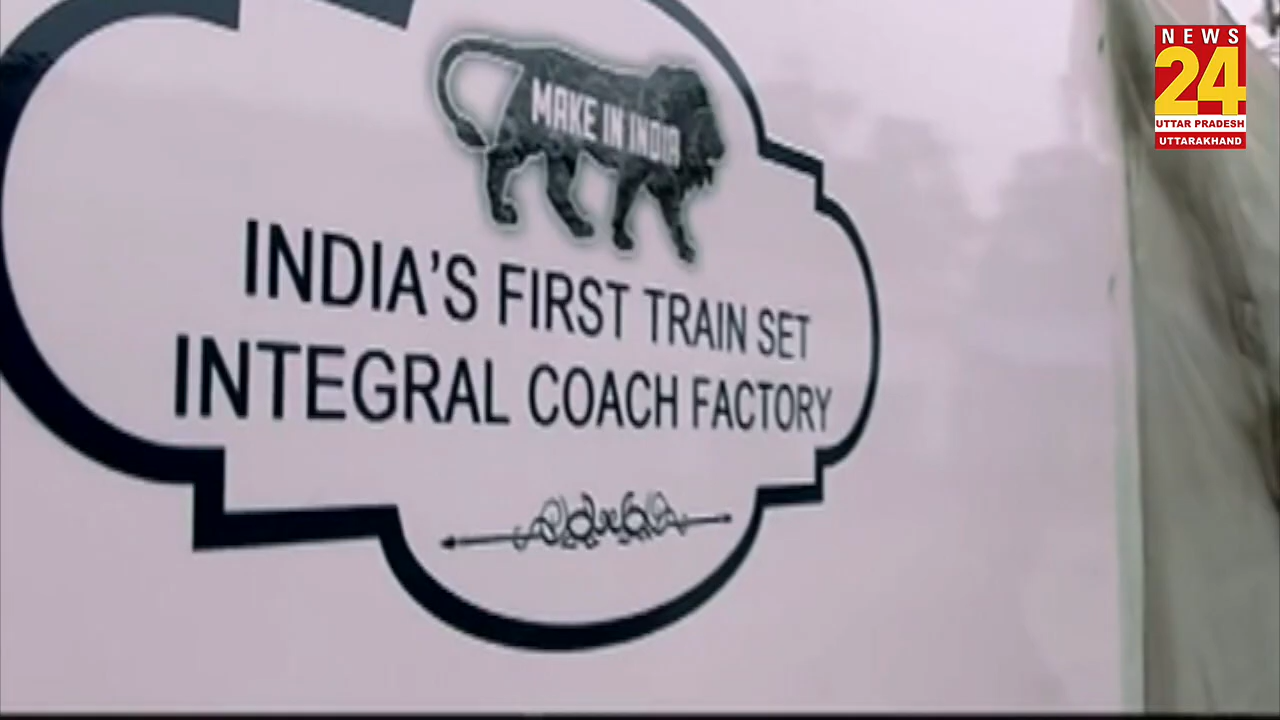 MAKE IN INDIA
INDIA'S FIRST TRAIN SET
INTEGRAL COACH FACTORY
NEWS
24
UTTAR PRADESH
UTTARAKHAND